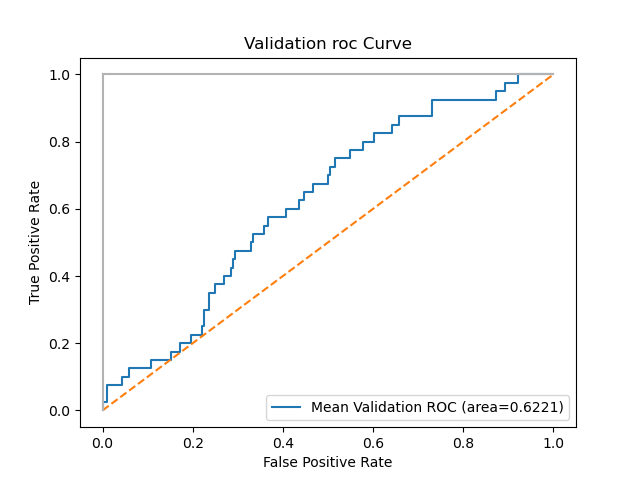 Validation roc Curve
True Positive Rate
1.0
0.8
0.6
0.4
0.2
0.0
Mean Validation ROC (area=0.6221)
0.0 0.2 0.4 0.6 0.8 1.0
False Positive Rate